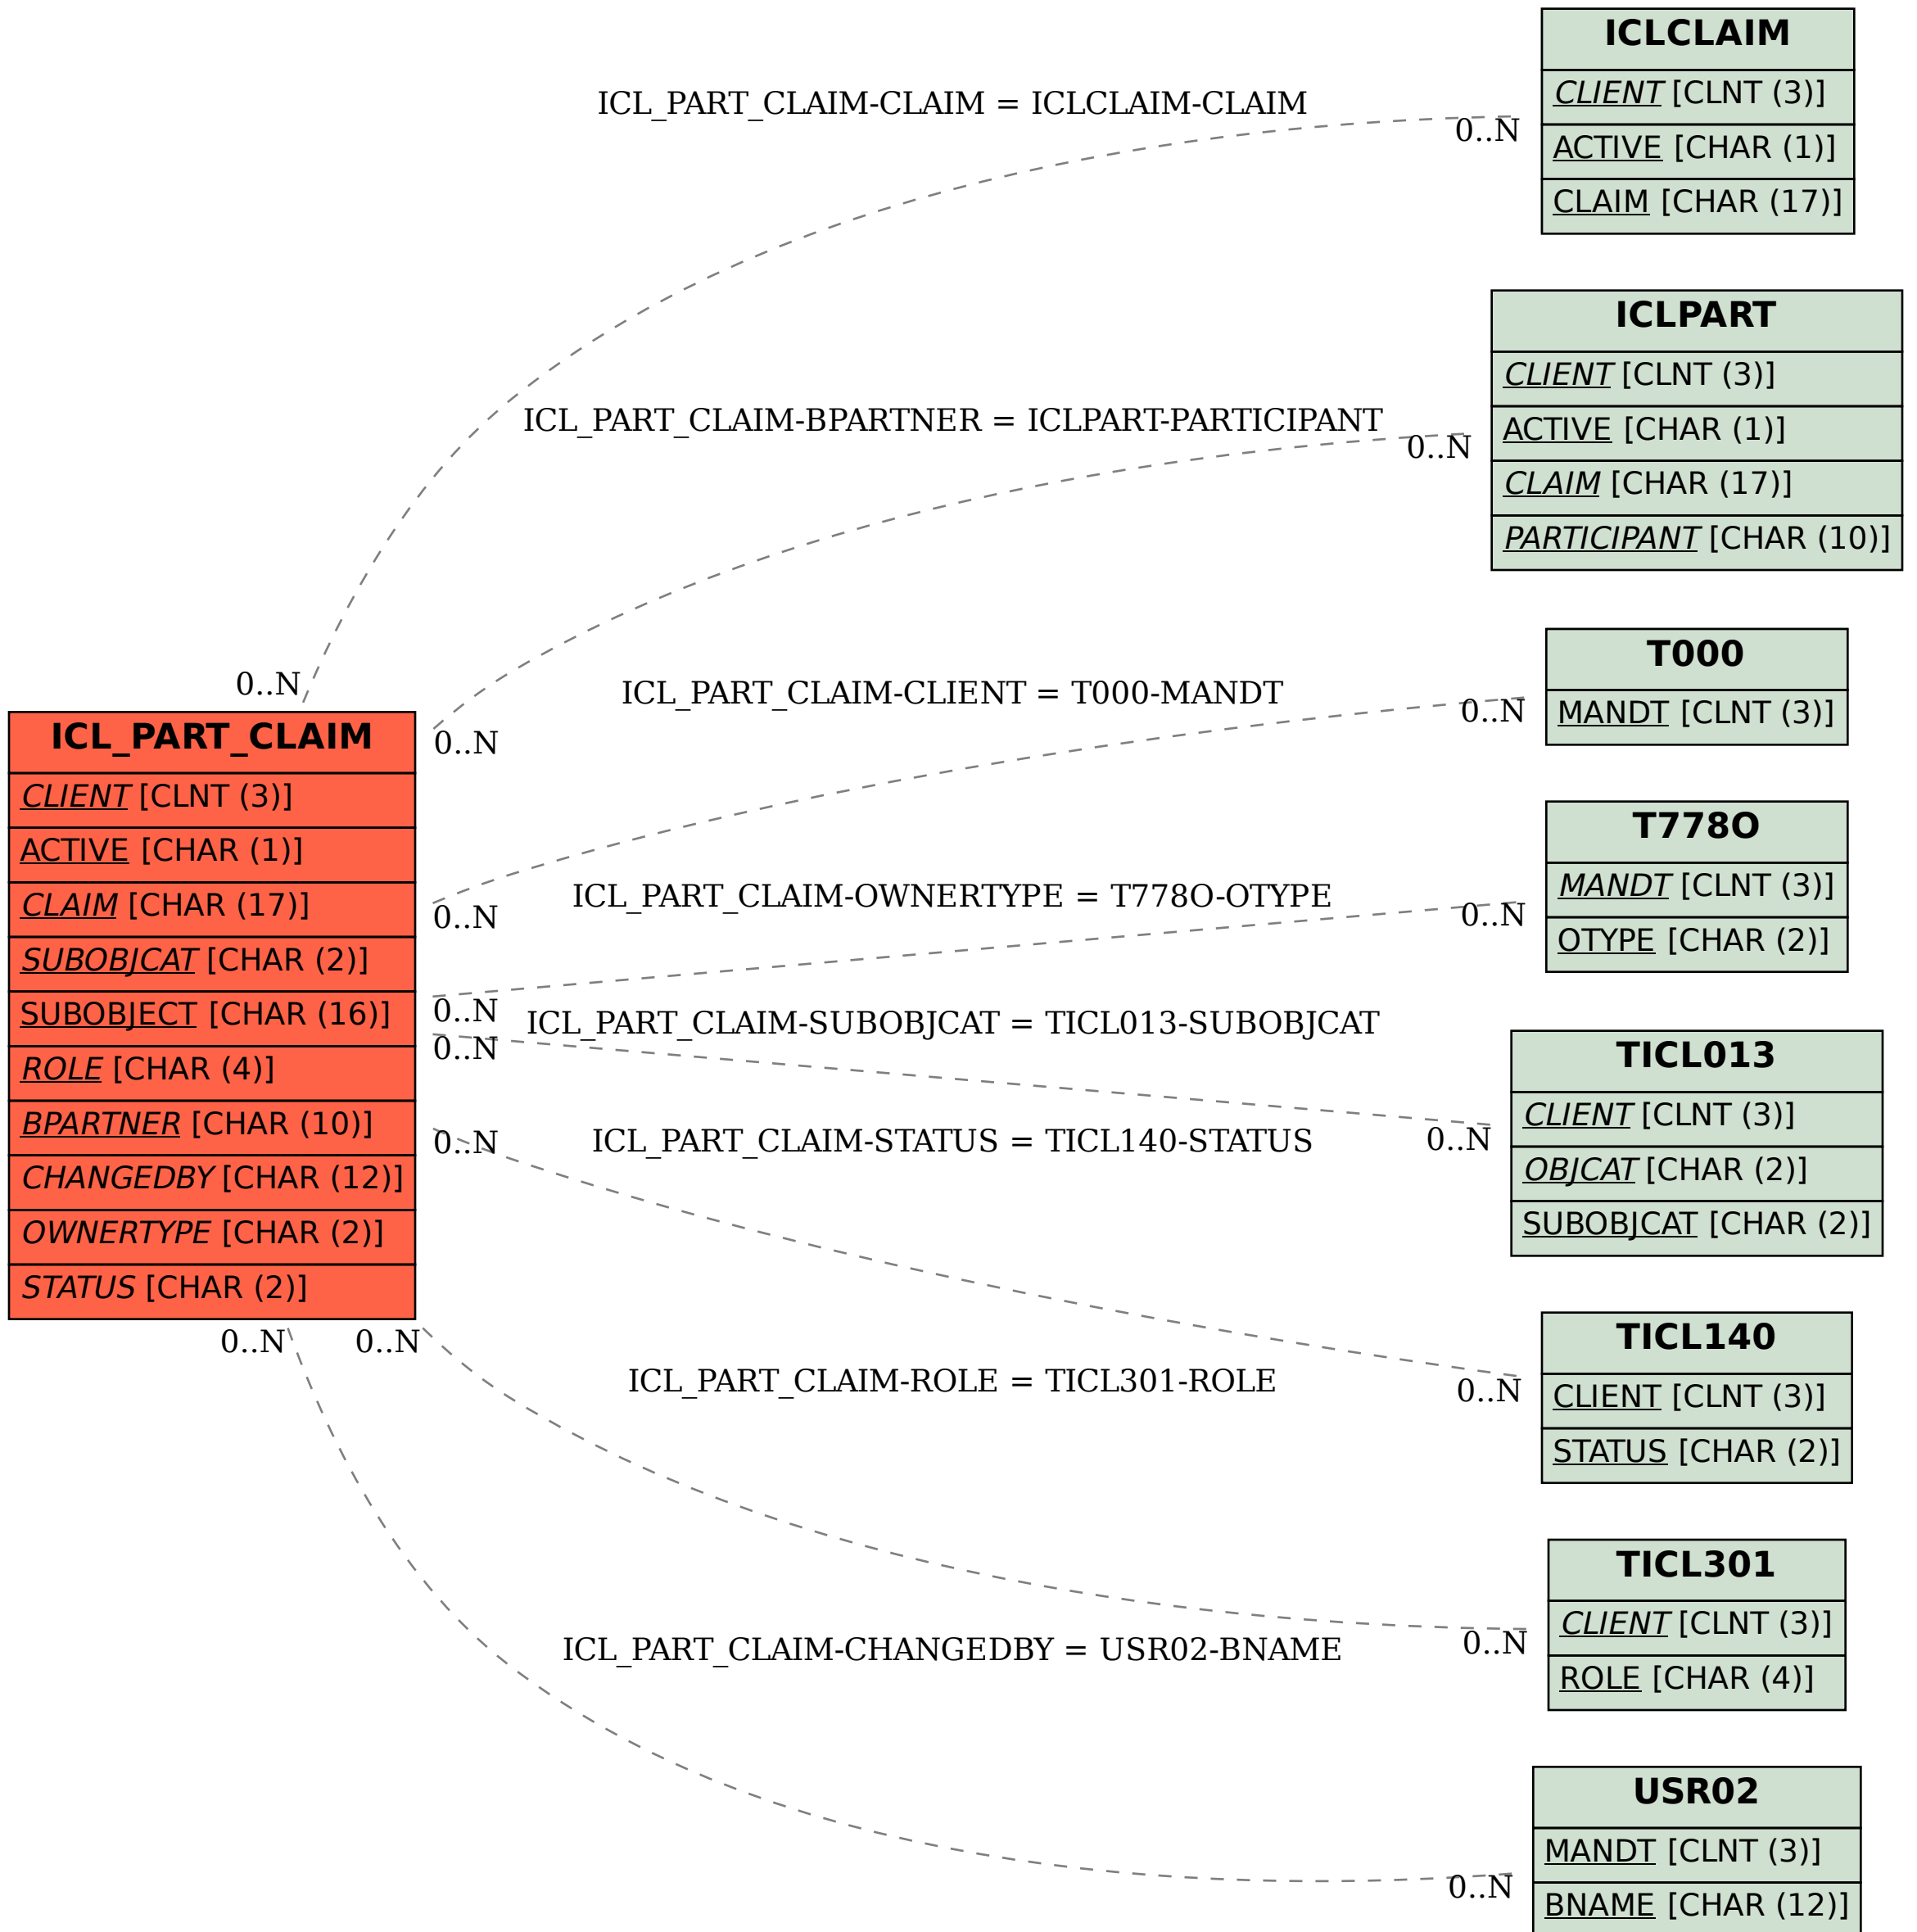 ICLCLAIM
CLIENT [CLNT (3)]
ACTIVE [CHAR (1)]
CLAIM [CHAR (17)]
ICL_PART_CLAIM-CLAIM = ICLCLAIM-CLAIM
0..N
0..N
ICLPART
CLIENT [CLNT (3)]
ACTIVE [CHAR (1)]
CLAIM [CHAR (17)]
PARTICIPANT [CHAR (10)]
ICL_PART_CLAIM-BPARTNER = ICLPART-PARTICIPANT
0..N
0..N
T000
MANDT [CLNT (3)]
ICL_PART_CLAIM-CLIENT = T000-MANDT
0..N
0..N
ICL_PART_CLAIM
CLIENT [CLNT (3)]
ACTIVE [CHAR (1)]
CLAIM [CHAR (17)]
SUBOBJCAT [CHAR (2)]
SUBOBJECT [CHAR (16)]
ROLE [CHAR (4)]
BPARTNER [CHAR (10)]
CHANGEDBY [CHAR (12)]
OWNERTYPE [CHAR (2)]
STATUS [CHAR (2)]
T778O
MANDT [CLNT (3)]
OTYPE [CHAR (2)]
ICL_PART_CLAIM-OWNERTYPE = T778O-OTYPE
0..N
0..N
ICL_PART_CLAIM-SUBOBJCAT = TICL013-SUBOBJCAT
0..N
0..N
TICL013
CLIENT [CLNT (3)]
OBJCAT [CHAR (2)]
SUBOBJCAT [CHAR (2)]
ICL_PART_CLAIM-STATUS = TICL140-STATUS
0..N
0..N
TICL140
CLIENT [CLNT (3)]
STATUS [CHAR (2)]
ICL_PART_CLAIM-ROLE = TICL301-ROLE
0..N
0..N
TICL301
CLIENT [CLNT (3)]
ROLE [CHAR (4)]
ICL_PART_CLAIM-CHANGEDBY = USR02-BNAME
0..N
0..N
USR02
MANDT [CLNT (3)]
BNAME [CHAR (12)]